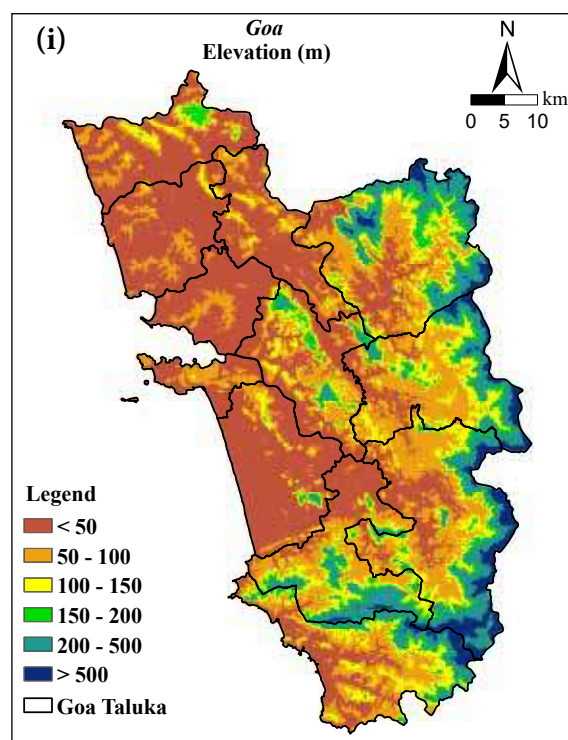 (i)
Goa
Elevation (m)
N
km
0 5 10
Legend
< 50
50 - 100
100 - 150
150 - 200
200 - 500
> 500
Goa Taluka